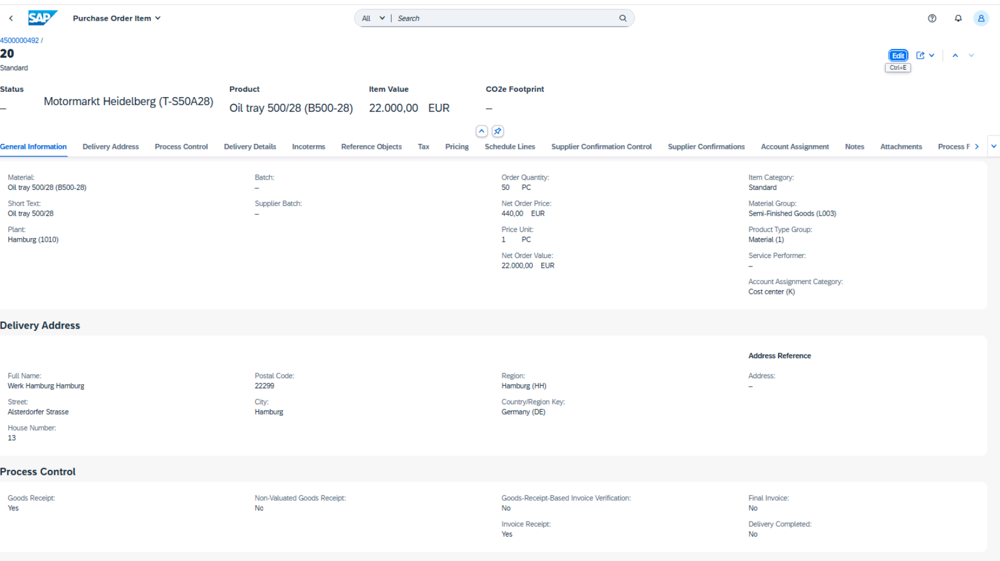 SAP Purchase Order Item All Search
4500000492 /
20
Edit
Standard
Ctrl+E
Status Product Item Value CO2e Footprint
– Motormarkt Heidelberg (T-S50A28) Oil tray 500/28 (B500-28) 22.000,00 EUR –
General Information Delivery Address Process Control Delivery Details Incoterms Reference Objects Tax Pricing Schedule Lines Supplier Confirmation Control Supplier Confirmations Account Assignment Notes Attachments Process F
Material: Batch: Order Quantity: Item Category:
Oil tray 500/28 (B500-28) – 50 PC Standard
Short Text: Supplier Batch: Net Order Price: Material Group:
Oil tray 500/28 – 440,00 EUR Semi-Finished Goods (L003)
Plant: Price Unit: Product Type Group:
Hamburg (1010) 1 PC Material (1)
Net Order Value: Service Performer:
22.000,00 EUR –
Account Assignment Category:
Cost center (K)
Delivery Address
Address Reference
Full Name: Postal Code: Region: Address:
Werk Hamburg Hamburg 22299 Hamburg (HH) –
Street: City: Country/Region Key:
Alsterdorfer Strasse Hamburg Germany (DE)
House Number:
13
Process Control
Goods Receipt: Non-Valuated Goods Receipt: Goods-Receipt-Based Invoice Verification: Final Invoice:
Yes No No No
Invoice Receipt: Delivery Completed:
Yes No